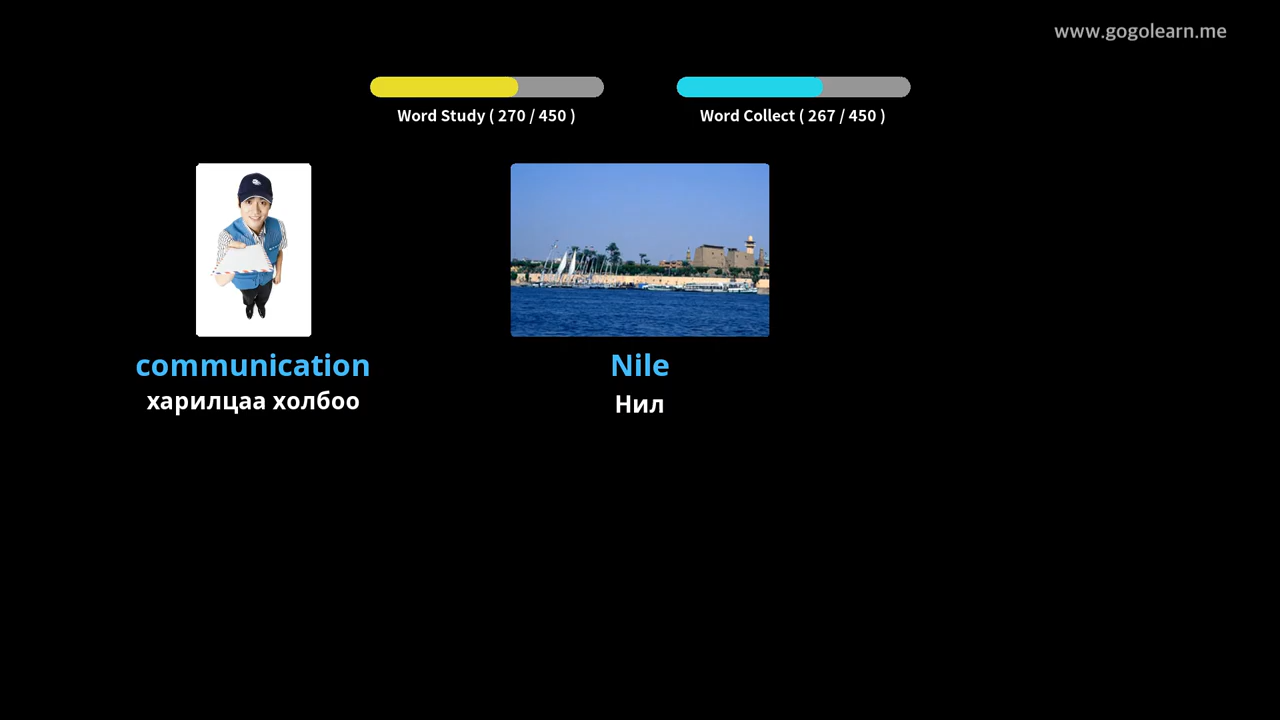 www.gogolearn.me
Word Study ( 270 / 450 )
Word Collect ( 267 / 450 )
communication
харилцаа холбоо
Nile
Нил